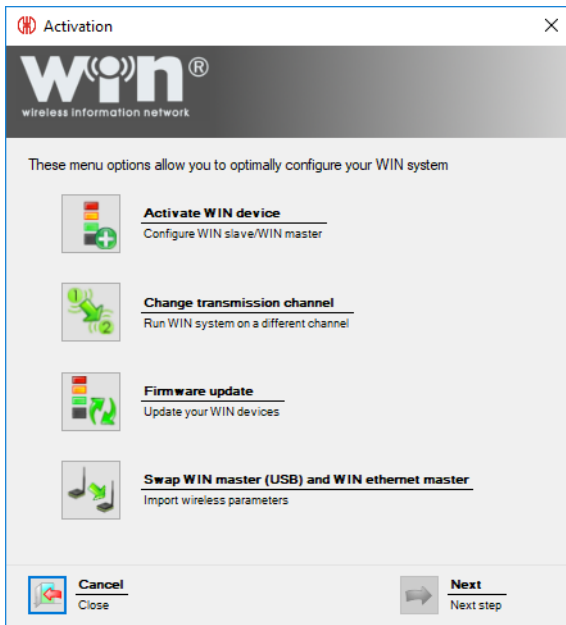 Activation
WIN®
wireless information network
These menu options allow you to optimally configure your WIN system
Activate WIN device
Configure WIN slave/WIN master
1
2
Change transmission channel
Run WIN system on a different channel
Firmware update
Update your WIN devices
Swap WIN master (USB) and WIN ethernet master
Import wireless parameters
Cancel
Close
Next
Next step